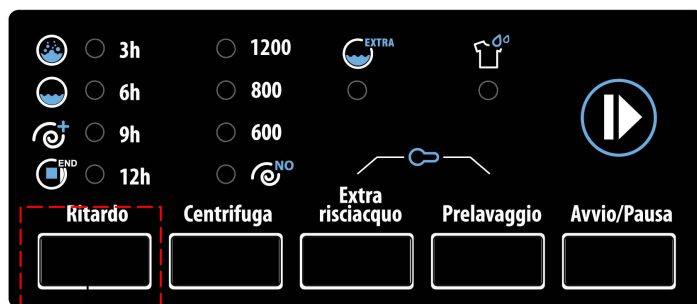 3h 1200 EXTRA
6h 800
9h 600
END 12h NO
Ritardo Centrifuga Extra risciacquo Prelavaggio Avvio/Pausa